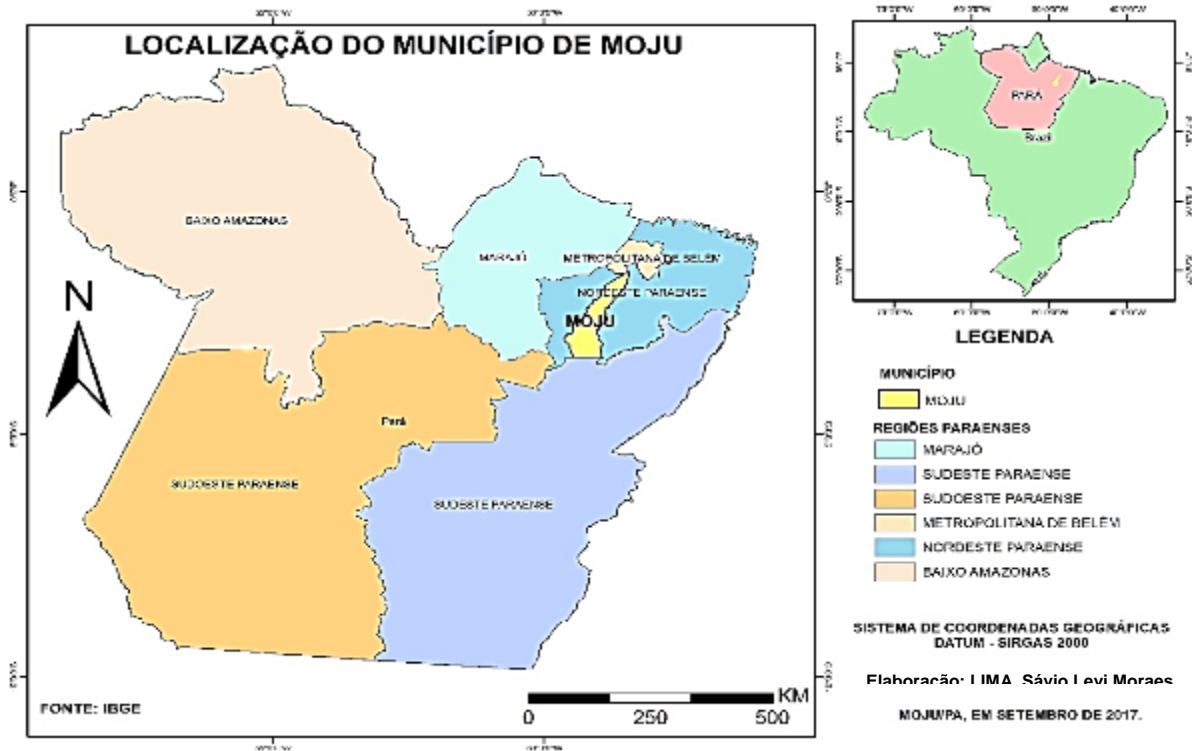 LOCALIZAÇÃO DO MUNICÍPIO DE MOJU
BAIXO AMAZONAS
MARAJÓ
METROPOLITANA DE BELÉM
NORDESTE PARAENSE
MOJU
N
Pará
SUDOESTE PARAENSE
SUDESTE PARAENSE
FONTE: IBGE
KM
0 250 500
PARÁ
Brazil
LEGENDA
MUNICÍPIO
MOJU
REGIÕES PARAENSES
MARAJÓ
SUDESTE PARAENSE
SUDOESTE PARAENSE
METROPOLITANA DE BELÉM
NORDESTE PARAENSE
BAIXO AMAZONAS
SISTEMA DE COORDENADAS GEOGRÁFICAS
DATUM - SIRGAS 2000
Elaboração: LIMA, Sávio Levi Moraes
MOJU/PA, EM SETEMBRO DE 2017.